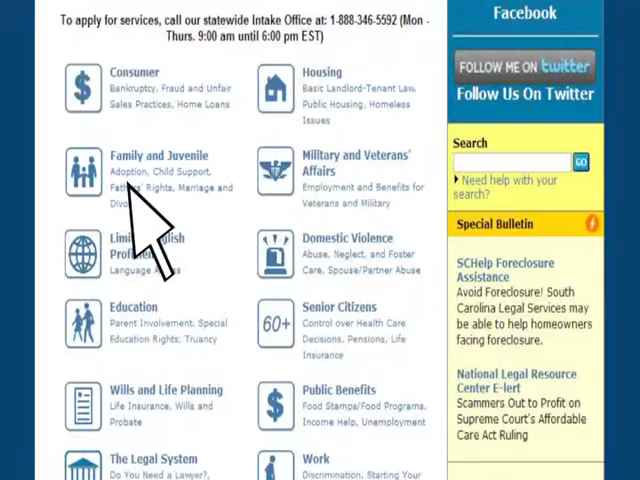 To apply for services, call our statewide Intake Office at: 1-888-346-5592 (Mon -
Thurs. 9:00 am until 6:00 pm EST)
Consumer
Bankruptcy, Fraud and Unfair
Sales Practices, Home Loans
Housing
Basic Landlord-Tenant Law,
Public Housing, Homeless
Issues
Family and Juvenile
Adoption, Child Support,
Rights, Marriage and
Military and Veterans'
Affairs
Employment and Benefits for
Veterans and Military
Language
Domestic Violence
Abuse, Neglect, and Foster
Care, Spouse/Partner Abuse
Education
Parent Involvement, Special
Education Rights, Truancy
60+
Senior Citizens
Control over Health Care
Decisions, Pensions, Life
Insurance
Wills and Life Planning
Life Insurance, Wills and
Probate
Public Benefits
Food Stamps/Food Programs,
Income Help, Unemployment
The Legal System
Do You Need a Lawyer?,
Work
Discrimination, Starting Your
Facebook
FOLLOW ME ON twitter
Follow Us On Twitter
Search
GO
Need help with your
search?
Special Bulletin
SCHelp Foreclosure
Assistance
Avoid Foreclosure! South
Carolina Legal Services may
be able to help homeowners
facing foreclosure.
National Legal Resource
Center E-lert
Scammers Out to Profit on
Supreme Court's Affordable
Care Act Ruling